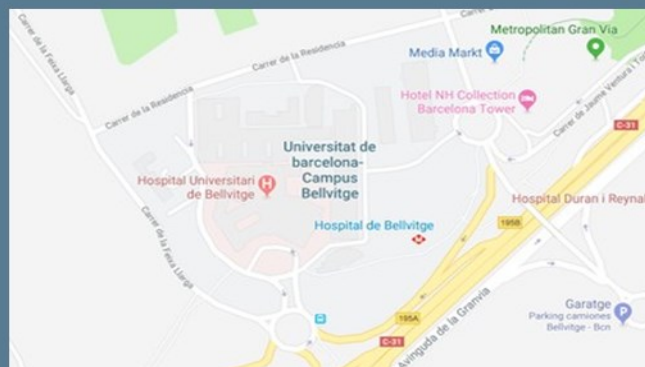 Carrer de la Feixa Llarga
Metropolitan Gran Via
Media Markt
Carrer de la Residencia
Carrer de la Residencia
Hotel NH Collection
Barcelona Tower
Carrer de Jaume Ventura i
C-31
Universitat de
barcelona-
Campus
Bellvitge
Hospital Universitari
de Bellvitge
Hospital Duran i Reynal
Carrer de la Feixa Llarga
Hospital de Bellvitge
M
195B
H
Garatge
Parking camiones
Bellvitge - Bcn
P
195A
C-31
Avinguda de la Granvia